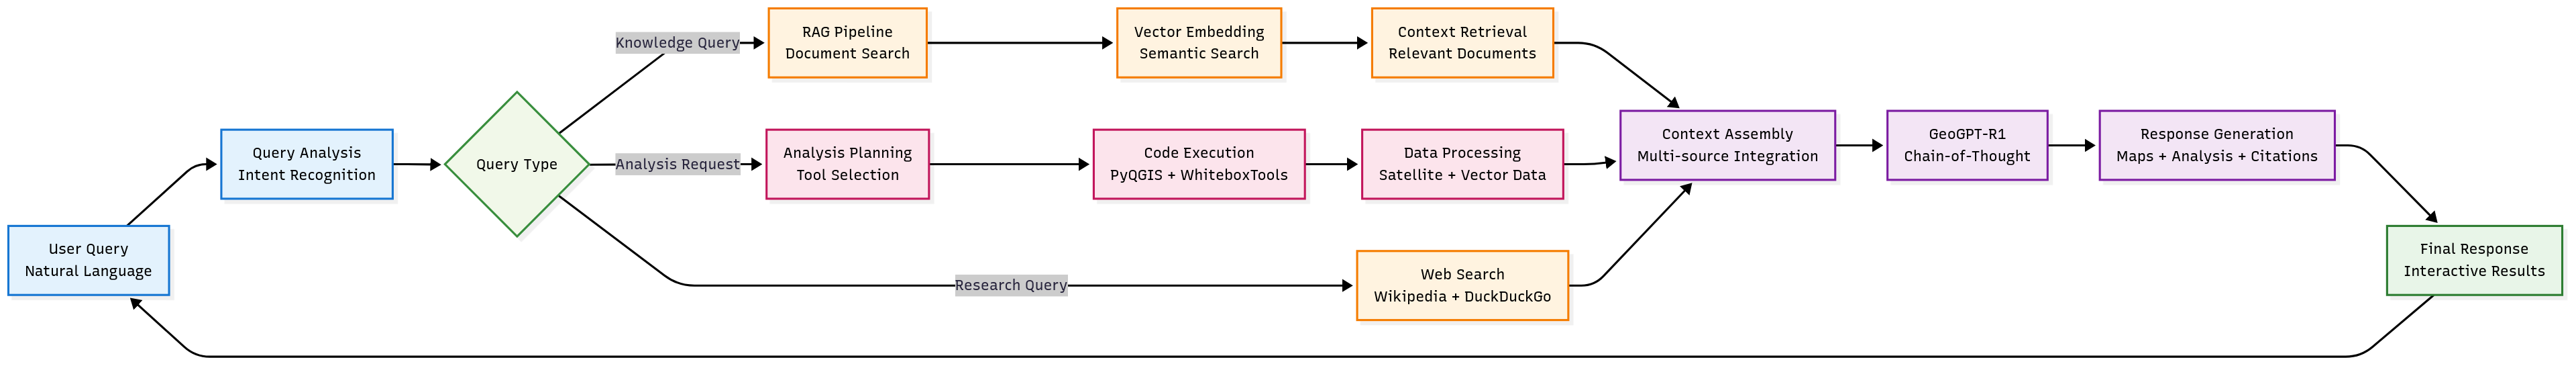 User Query
Natural Language
Query Analysis
Intent Recognition
Query Type
Knowledge Query
RAG Pipeline
Document Search
Vector Embedding
Semantic Search
Context Retrieval
Relevant Documents
Analysis Request
Analysis Planning
Tool Selection
Code Execution
PyQGIS + WhiteboxTools
Data Processing
Satellite + Vector Data
Research Query
Web Search
Wikipedia + DuckDuckGo
Context Assembly
Multi-source Integration
GeoGPT-R1
Chain-of-Thought
Response Generation
Maps + Analysis + Citations
Final Response
Interactive Results